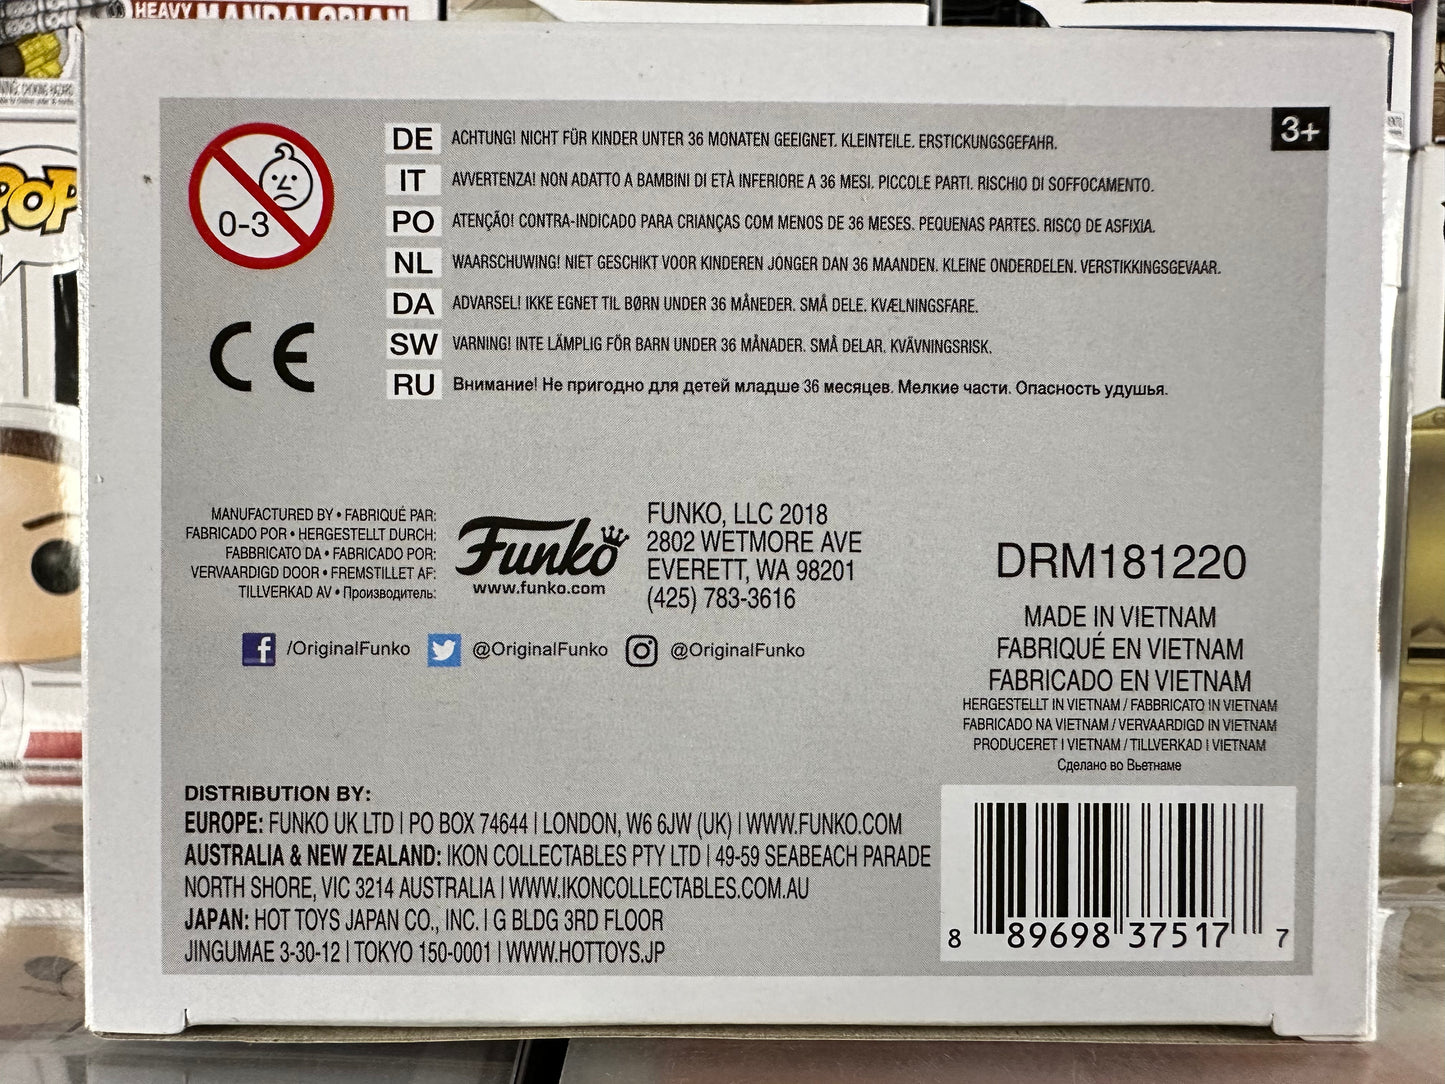 HEAVY MANDALORIAN
POP
3+
0-3
CE
DE ACHTUNG! NICHT FÜR KINDER UNTER 36 MONATEN GEEIGNET. KLEINTEILE. ERSTICKUNGSGEFAHR.
IT AVVERTENZA! NON ADATTO A BAMBINI DI ETÀ INFERIORE A 36 MESI. PICCOLE PARTI. RISCHIO DI SOFFOCAMENTO.
PO ATENÇÃO! CONTRA-INDICADO PARA CRIANÇAS COM MENOS DE 36 MESES. PEQUENAS PARTES. RISCO DE ASFIXIA.
NL WAARSCHUWING! NIET GESCHIKT VOOR KINDEREN JONGER DAN 36 MAANDEN. KLEINE ONDERDELEN. VERSTIKKINGSGEVAAR.
DA ADVARSEL! IKKE EGNET TIL BØRN UNDER 36 MÅNEDER. SMÅ DELE. KVÆLNINGSFARE.
SW VARNING! INTE LÄMPLIG FÖR BARN UNDER 36 MÅNADER. SMÅ DELAR. KVÄVNINGSRISK.
RU Внимание! Не пригодно для детей младше 36 месяцев. Мелкие части. Опасность удушья.
MANUFACTURED BY • FABRIQUÉ PAR:
FABRICADO POR • HERGESTELLT DURCH:
FABBRICATO DA • FABRICADO POR:
VERVAARDIGD DOOR • FREMSTILLET AF:
TILLVERKAD AV • Производитель:
Funko
www.funko.com
FUNKO, LLC 2018
2802 WETMORE AVE
EVERETT, WA 98201
(425) 783-3616
/OriginalFunko @OriginalFunko @OriginalFunko
DRM181220
MADE IN VIETNAM
FABRIQUÉ EN VIETNAM
FABRICADO EN VIETNAM
HERGESTELLT IN VIETNAM / FABBRICATO IN VIETNAM
FABRICADO NA VIETNAM / VERVAARDIGD IN VIETNAM
PRODUCERET I VIETNAM / TILLVERKAD I VIETNAM
Сделано во Вьетнаме
DISTRIBUTION BY:
EUROPE: FUNKO UK LTD | PO BOX 74644 | LONDON, W6 6JW (UK) | WWW.FUNKO.COM
AUSTRALIA & NEW ZEALAND: IKON COLLECTABLES PTY LTD | 49-59 SEABEACH PARADE
NORTH SHORE, VIC 3214 AUSTRALIA | WWW.IKONCOLLECTABLES.COM.AU
JAPAN: HOT TOYS JAPAN CO., INC. | G BLDG 3RD FLOOR
JINGUMAE 3-30-12 | TOKYO 150-0001 | WWW.HOTTOYS.JP
8 89698 37517 7